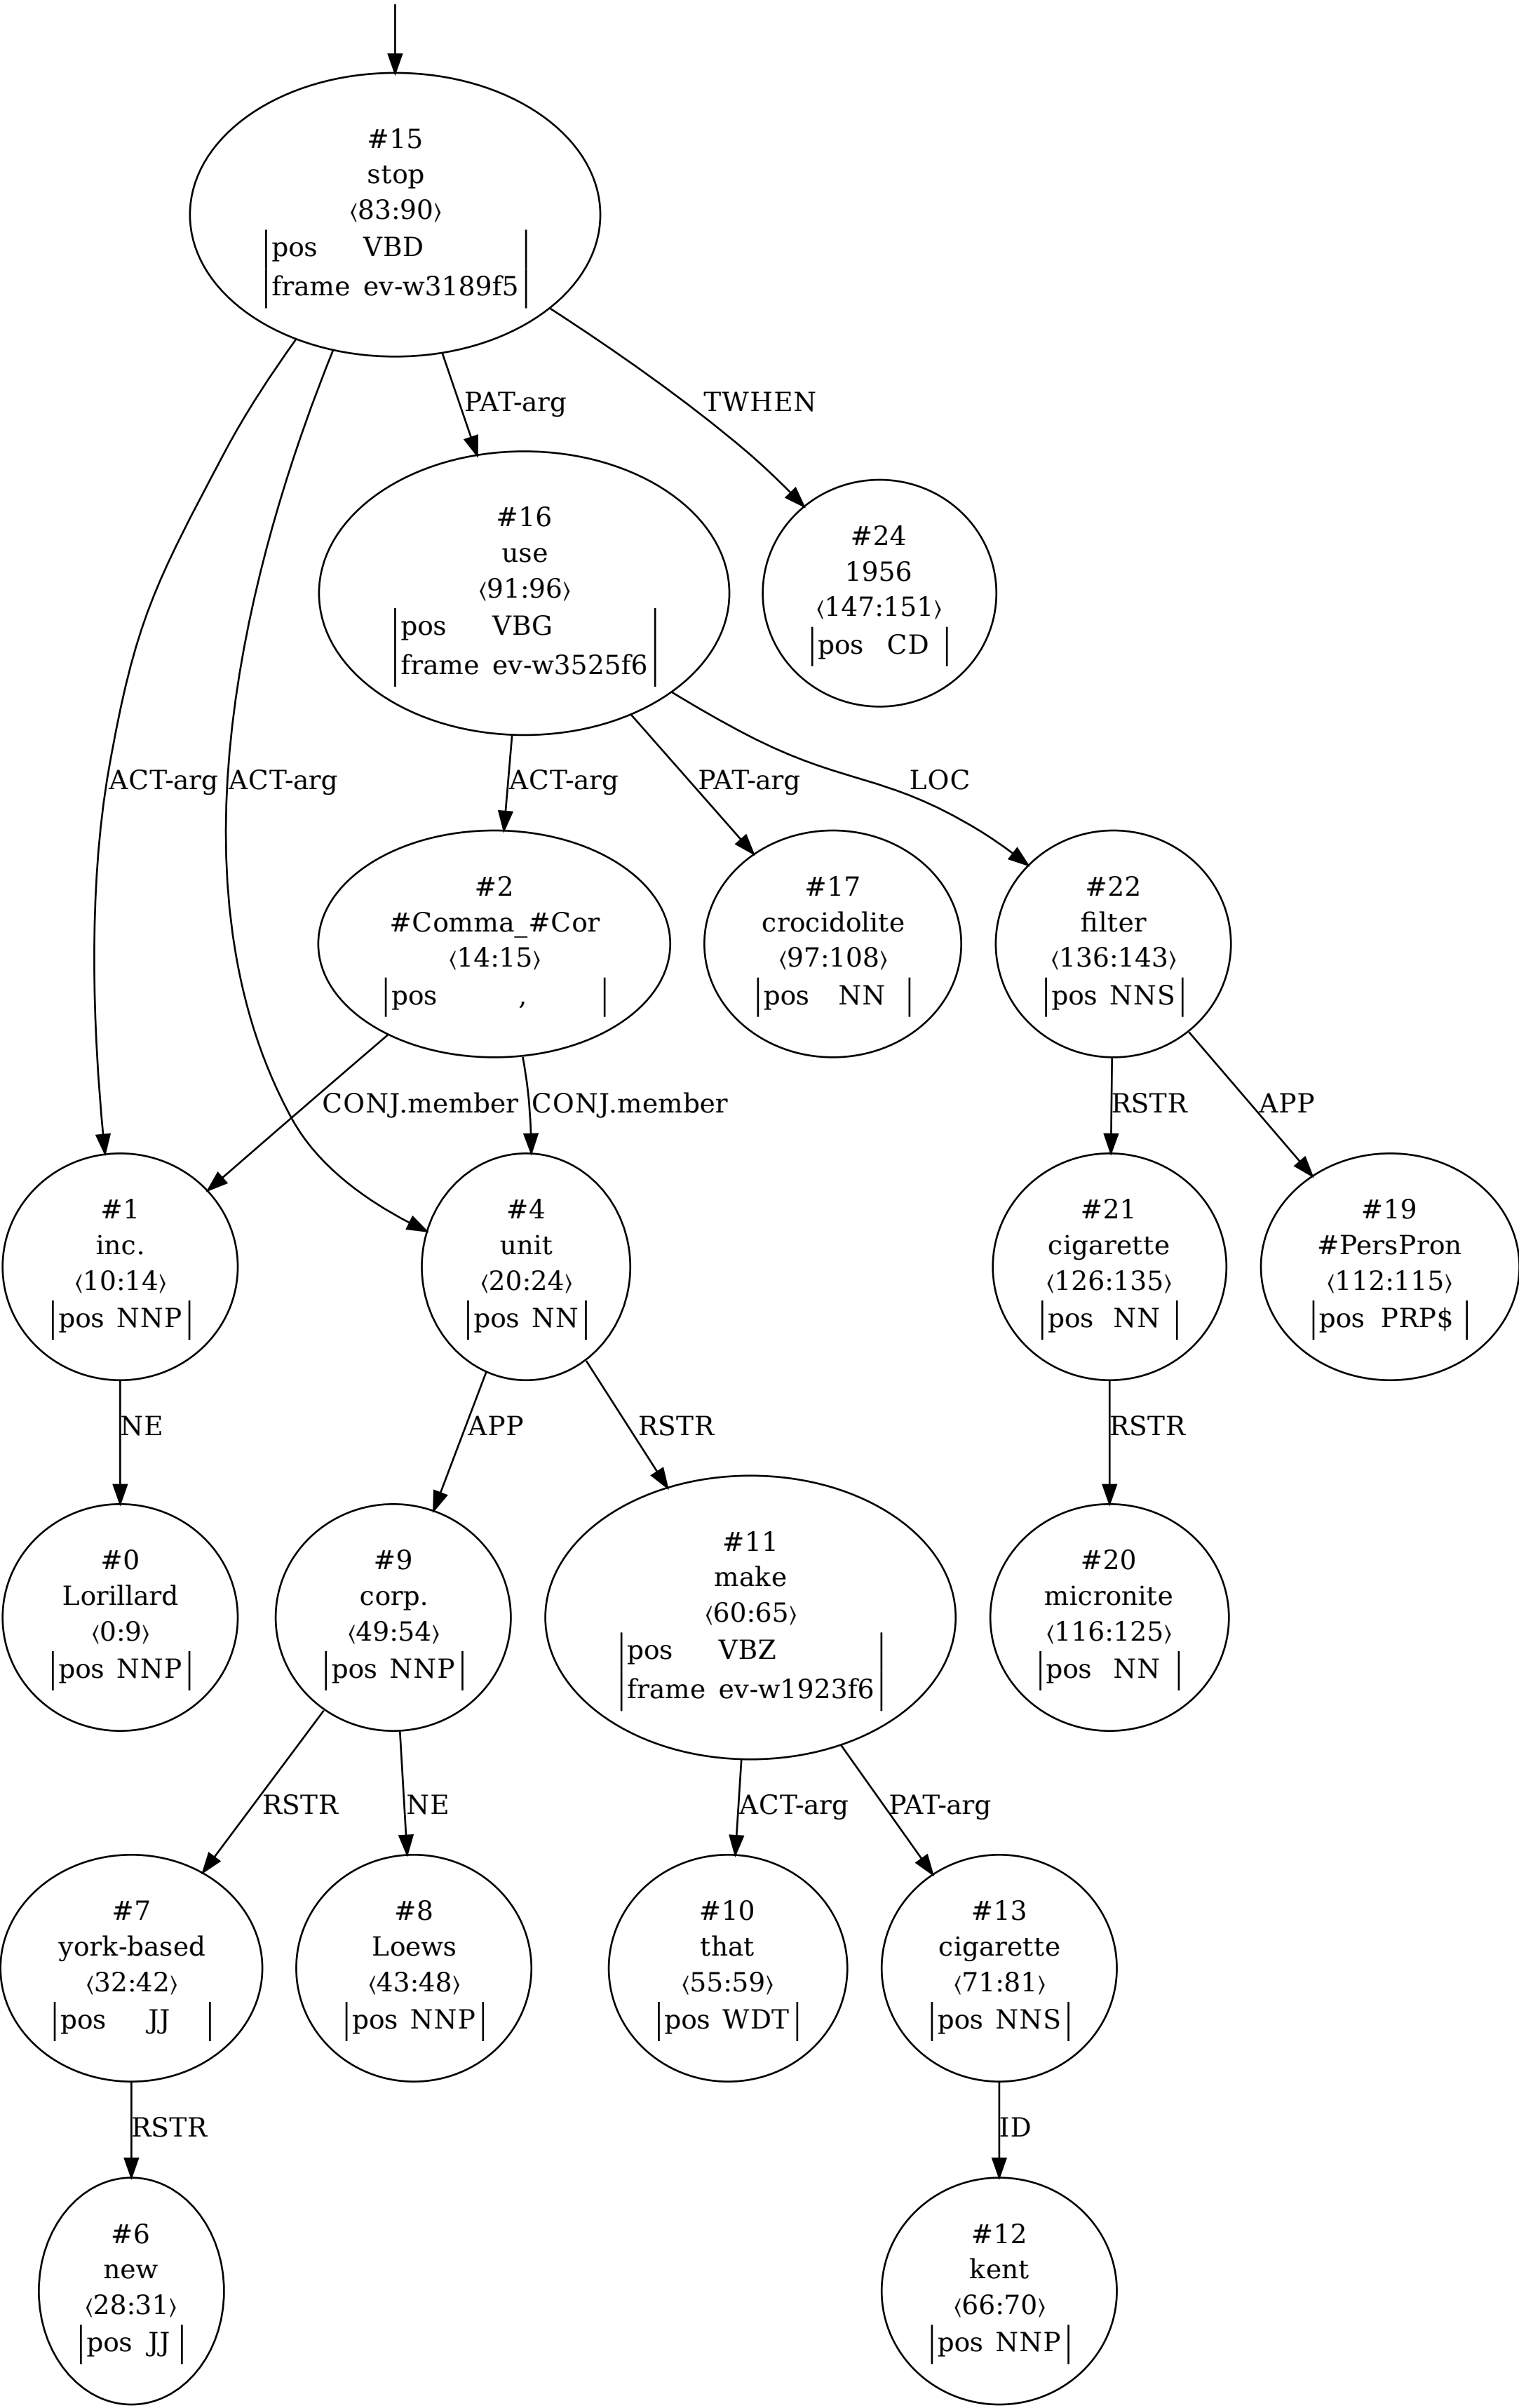 #15
stop
⟨83:90⟩
pos VBD
frame ev-w3189f5
PAT-arg
TWHEN
#16
use
⟨91:96⟩
pos VBG
frame ev-w3525f6
#24
1956
⟨147:151⟩
pos CD
ACT-arg
ACT-arg
ACT-arg
PAT-arg
LOC
#2
#Comma_#Cor
⟨14:15⟩
pos ,
#17
crocidolite
⟨97:108⟩
pos NN
#22
filter
⟨136:143⟩
pos NNS
CONJ.member
CONJ.member
RSTR
APP
#1
inc.
⟨10:14⟩
pos NNP
#4
unit
⟨20:24⟩
pos NN
#21
cigarette
⟨126:135⟩
pos NN
#19
#PersPron
⟨112:115⟩
pos PRP$
NE
APP
RSTR
RSTR
#0
Lorillard
⟨0:9⟩
pos NNP
#9
corp.
⟨49:54⟩
pos NNP
#11
make
⟨60:65⟩
pos VBZ
frame ev-w1923f6
#20
micronite
⟨116:125⟩
pos NN
RSTR
NE
ACT-arg
PAT-arg
#7
york-based
⟨32:42⟩
pos JJ
#8
Loews
⟨43:48⟩
pos NNP
#10
that
⟨55:59⟩
pos WDT
#13
cigarette
⟨71:81⟩
pos NNS
RSTR
ID
#6
new
⟨28:31⟩
pos JJ
#12
kent
⟨66:70⟩
pos NNP